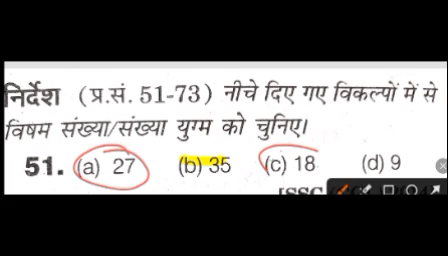 निर्देश (प्र.सं. 51-73) नीचे दिए गए विकल्पों में से
विषम संख्या/संख्या युग्म को चुनिए।
51. (a) 27 (b) 35 (c) 18 (d) 9